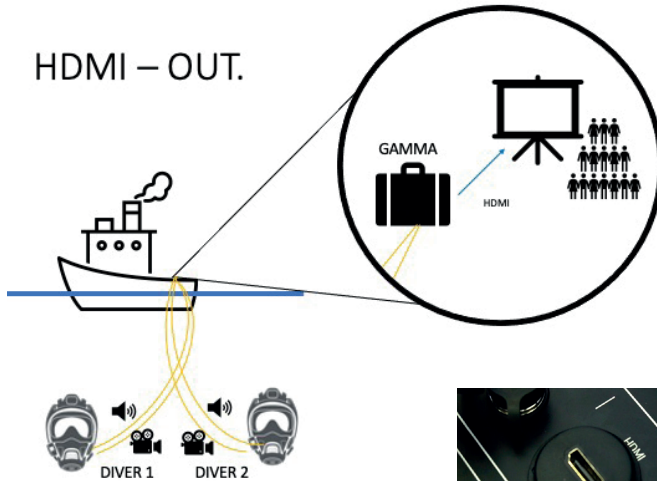 HDMI – OUT.
GAMMA
HDMI
DIVER 1
DIVER 2
HDMI